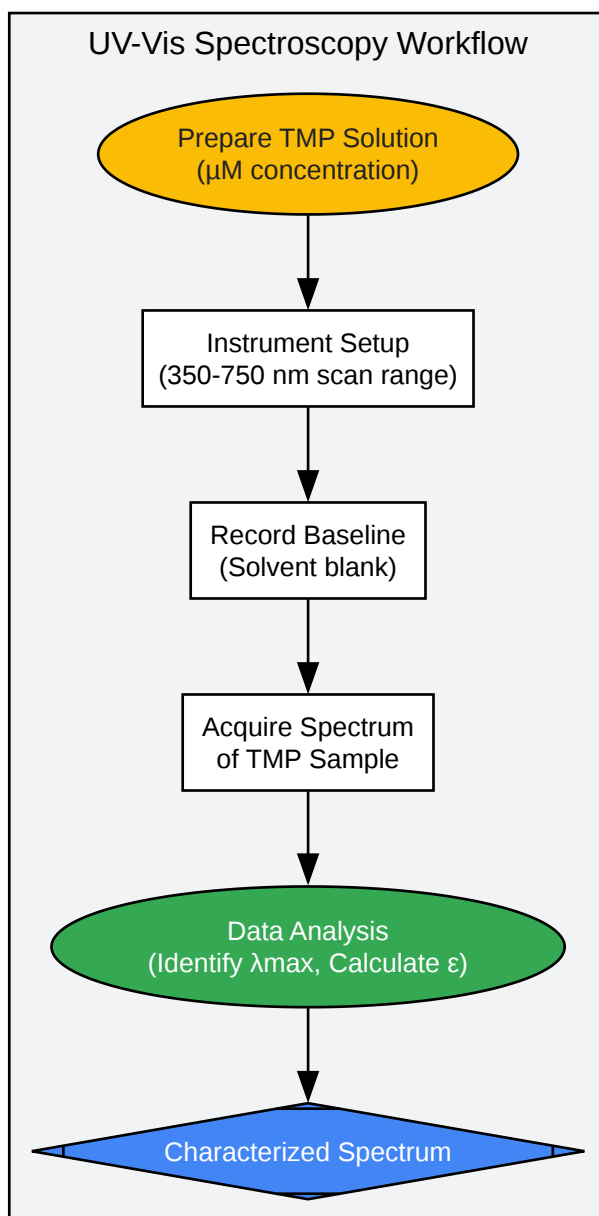 UV-Vis Spectroscopy Workflow
Prepare TMP Solution
(µM concentration)
Instrument Setup
(350-750 nm scan range)
Record Baseline
(Solvent blank)
Acquire Spectrum
of TMP Sample
Data Analysis
(Identify λmax, Calculate ε)
Characterized Spectrum